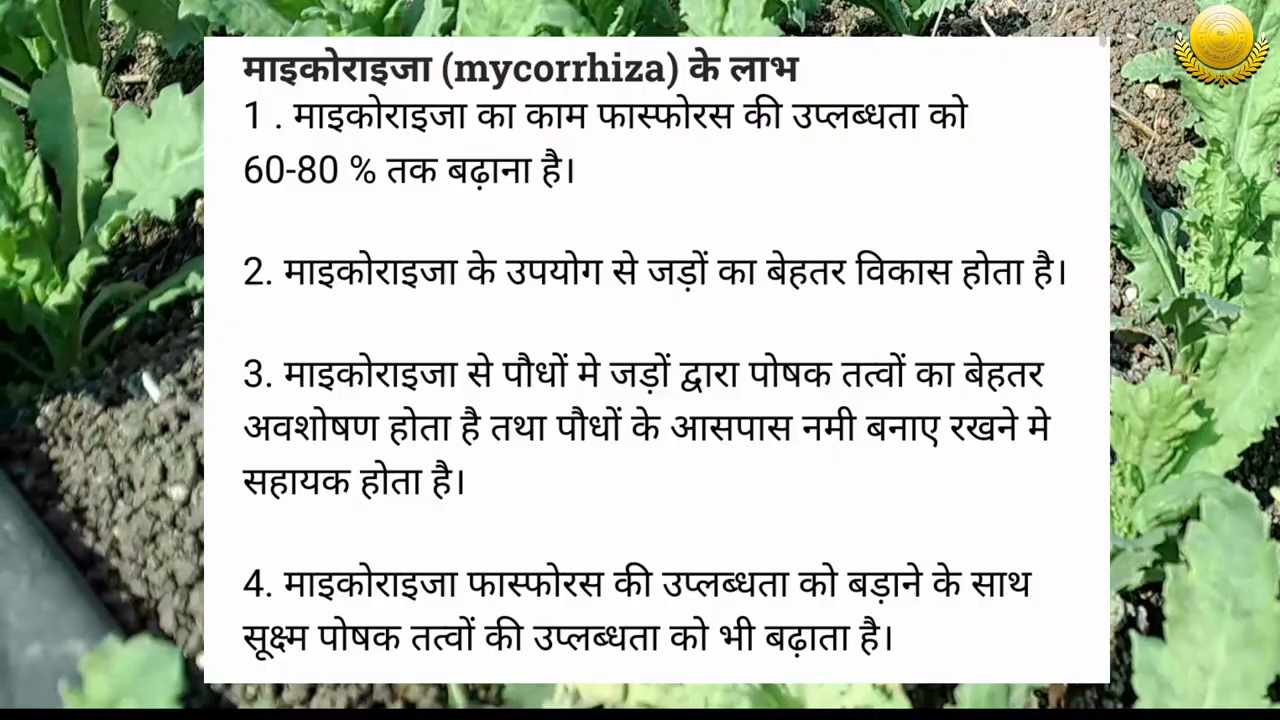 माइकोराइजा (mycorrhiza) के लाभ
1 . माइकोराइजा का काम फास्फोरस की उप्लब्धता को
60-80 % तक बढ़ाना है।
2. माइकोराइजा के उपयोग से जड़ों का बेहतर विकास होता है।
3. माइकोराइजा से पौधों मे जड़ों द्वारा पोषक तत्वों का बेहतर
अवशोषण होता है तथा पौधों के आसपास नमी बनाए रखने मे
सहायक होता है।
4. माइकोराइजा फास्फोरस की उप्लब्धता को बड़ाने के साथ
सूक्ष्म पोषक तत्वों की उप्लब्धता को भी बढ़ाता है।